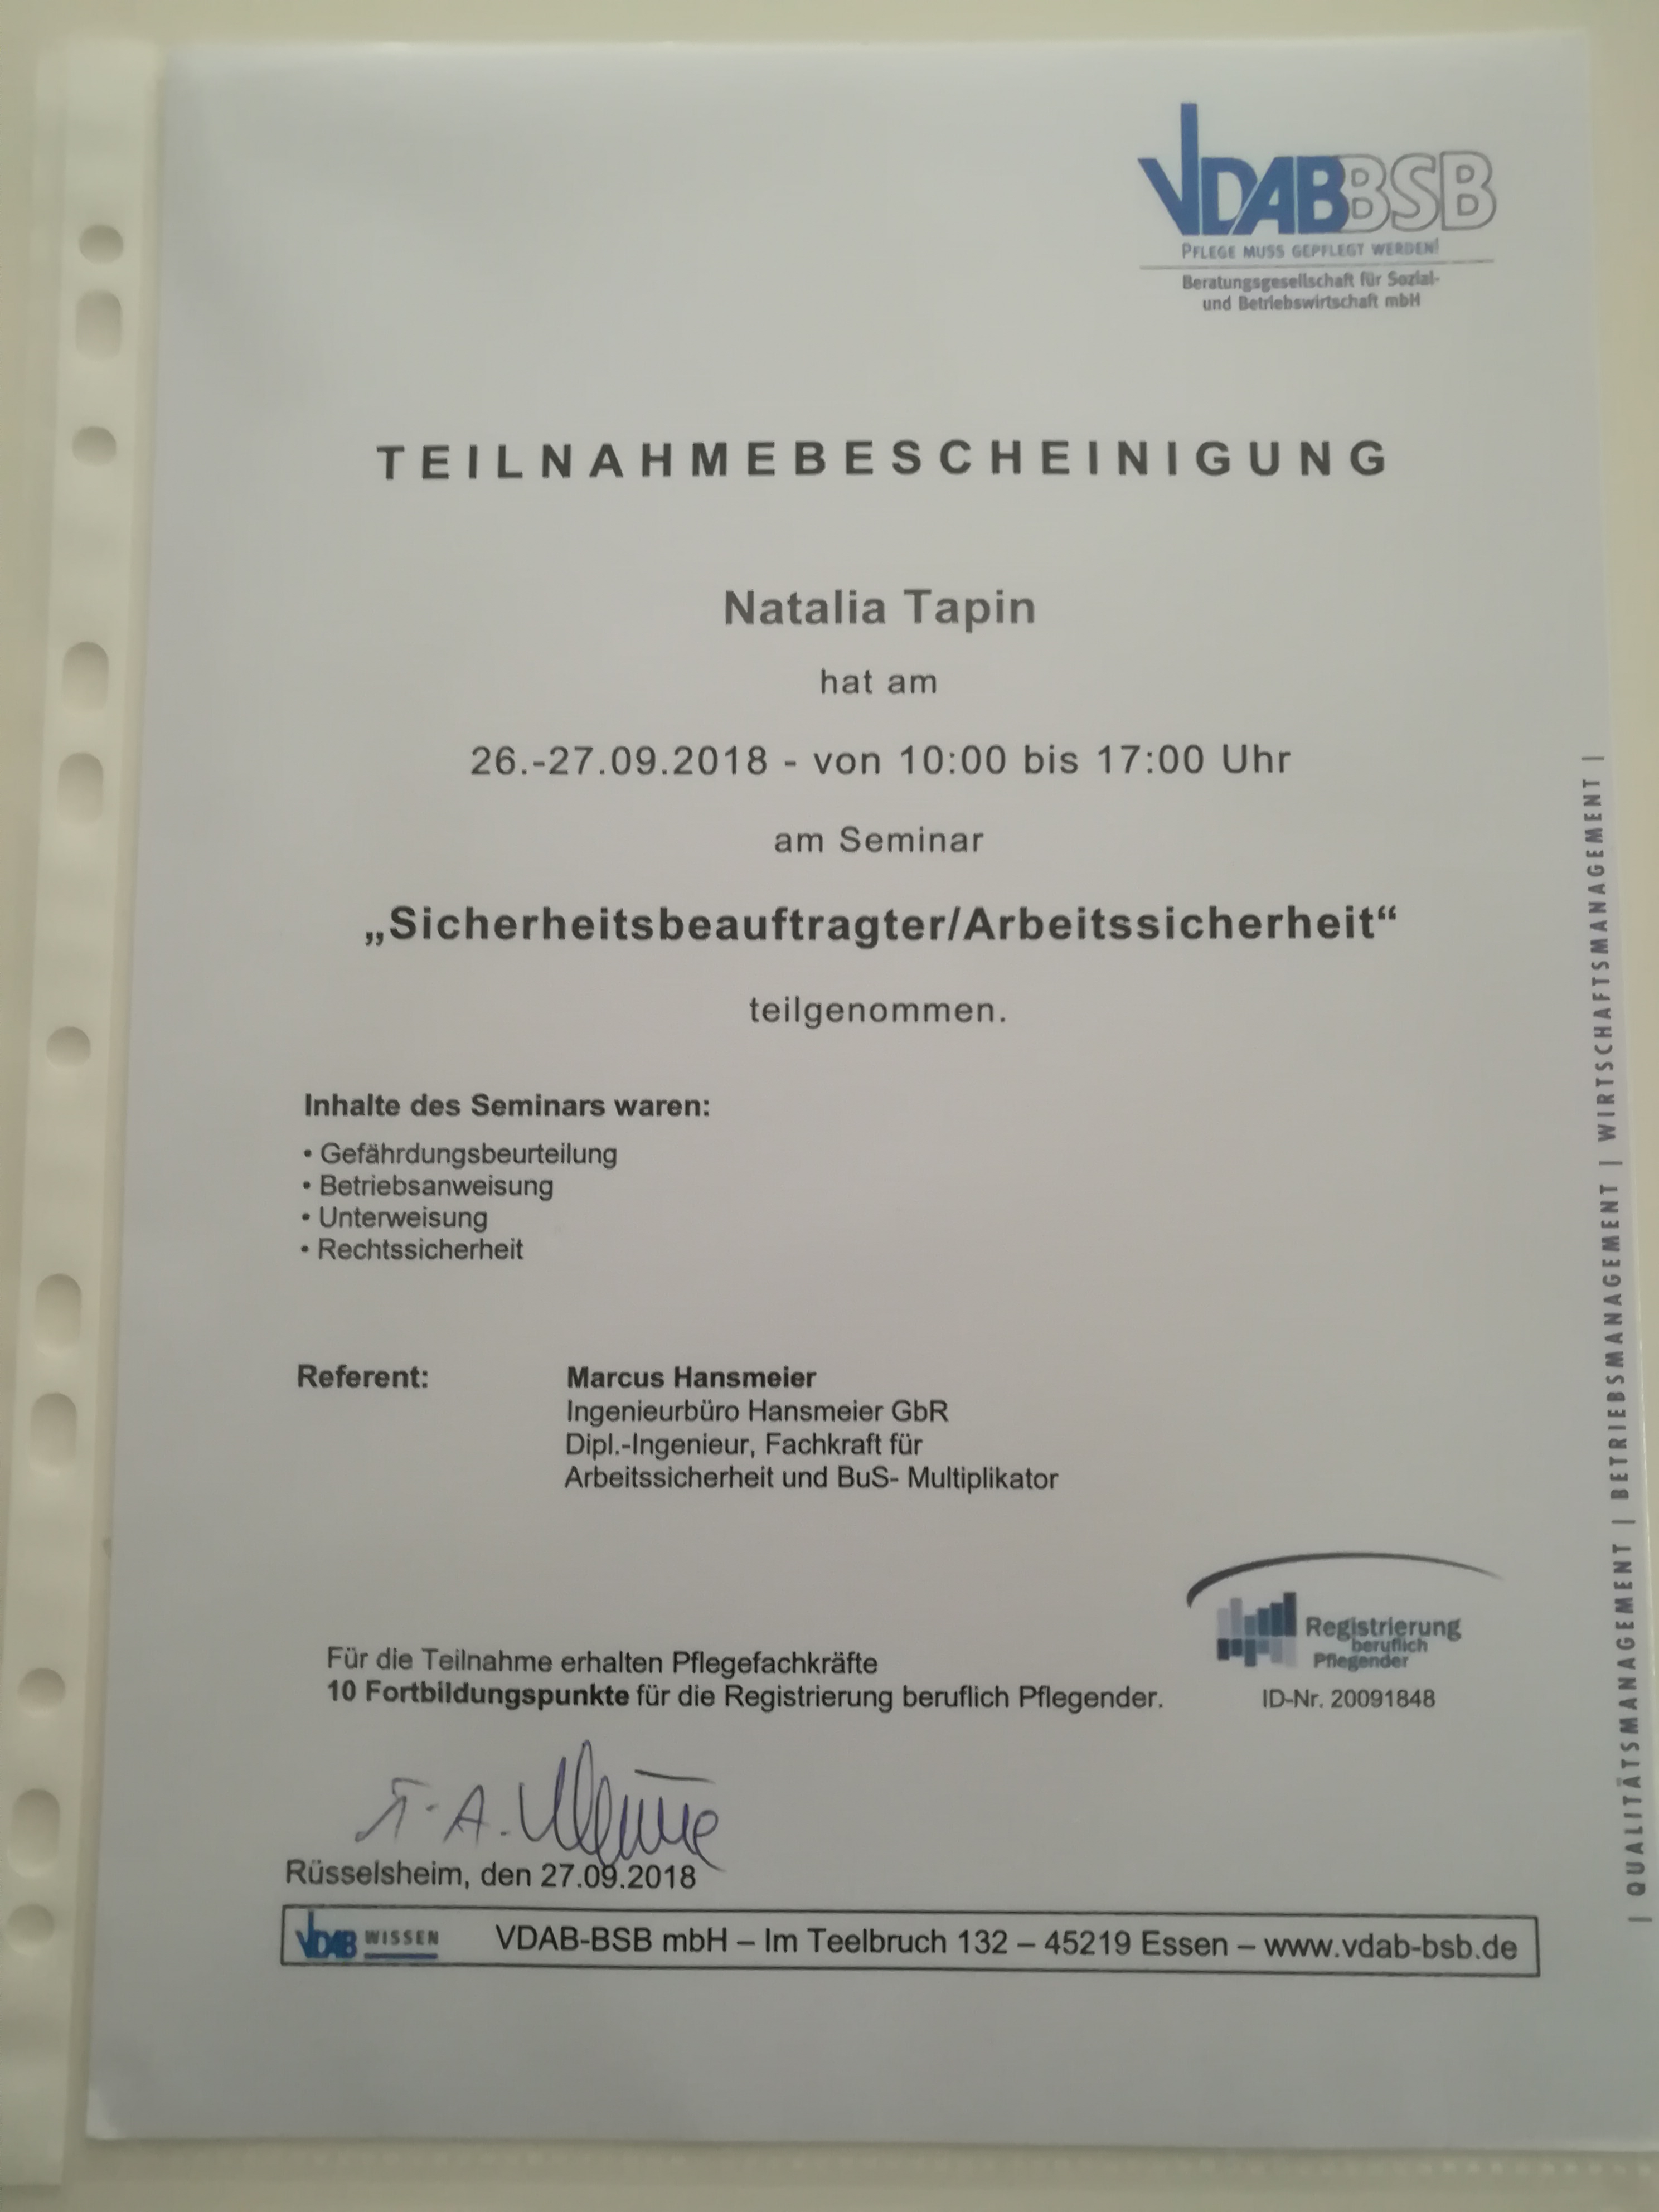 VDABBSB
PFLEGE MUSS GEPFLEGT WERDEN!
Beratungsgesellschaft für Sozial-
und Betriebswirtschaft mbH
TEILNAHMEBESCHEINIGUNG
Natalia Tapin
hat am
26.-27.09.2018 - von 10:00 bis 17:00 Uhr
am Seminar
„Sicherheitsbeauftragter/Arbeitssicherheit“
teilgenommen.
Inhalte des Seminars waren:
• Gefährdungsbeurteilung
• Betriebsanweisung
• Unterweisung
• Rechtssicherheit
Referent: Marcus Hansmeier
Ingenieurbüro Hansmeier GbR
Dipl.-Ingenieur, Fachkraft für
Arbeitssicherheit und BuS- Multiplikator
Registrierung
beruflich
Pflegender
ID-Nr. 20091848
Für die Teilnahme erhalten Pflegefachkräfte
10 Fortbildungspunkte für die Registrierung beruflich Pflegender.
Rüsselsheim, den 27.09.2018
VDAB WISSEN VDAB-BSB mbH – Im Teelbruch 132 – 45219 Essen – www.vdab-bsb.de
| QUALITÄTSMANAGEMENT | BETRIEBSMANAGEMENT | WIRTSCHAFTSMANAGEMENT |